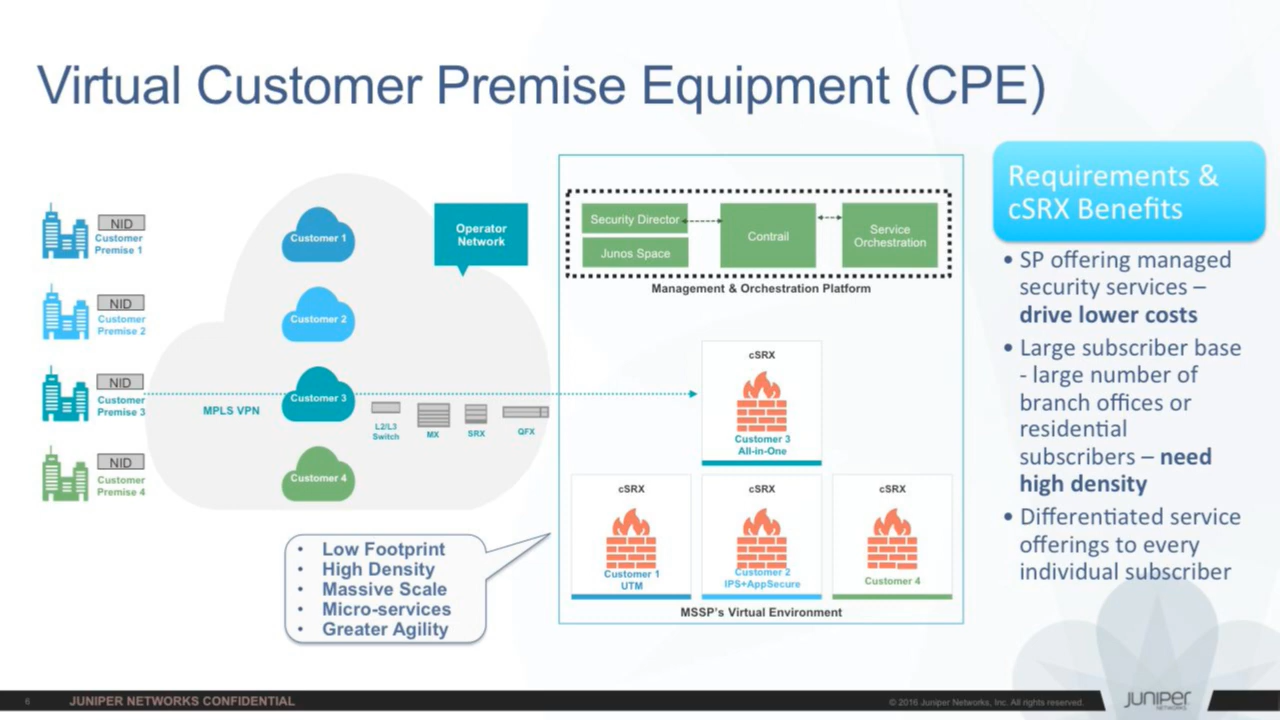 Virtual Customer Premise Equipment (CPE)
NID
Customer
Premise 1
NID
Customer
Premise 2
NID
Customer
Premise 3
NID
Customer
Premise 4
MPLS VPN
Customer 1
Customer 2
Customer 3
Customer 4
L2/L3
Switch
MX
SRX
QFX
Operator
Network
Security Director
Junos Space
Contrail
Service
Orchestration
Management & Orchestration Platform
cSRX
Customer 3
All-in-One
cSRX
Customer 1
UTM
cSRX
Customer 2
IPS+AppSecure
cSRX
Customer 4
MSSP's Virtual Environment
• Low Footprint
• High Density
• Massive Scale
• Micro-services
• Greater Agility
Requirements &
cSRX Benefits
• SP offering managed
security services –
drive lower costs
• Large subscriber base
- large number of
branch offices or
residential
subscribers – need
high density
• Differentiated service
offerings to every
individual subscriber
6
JUNIPER NETWORKS CONFIDENTIAL
© 2016 Juniper Networks, Inc. All rights reserved.
JUNIPER
NETWORKS